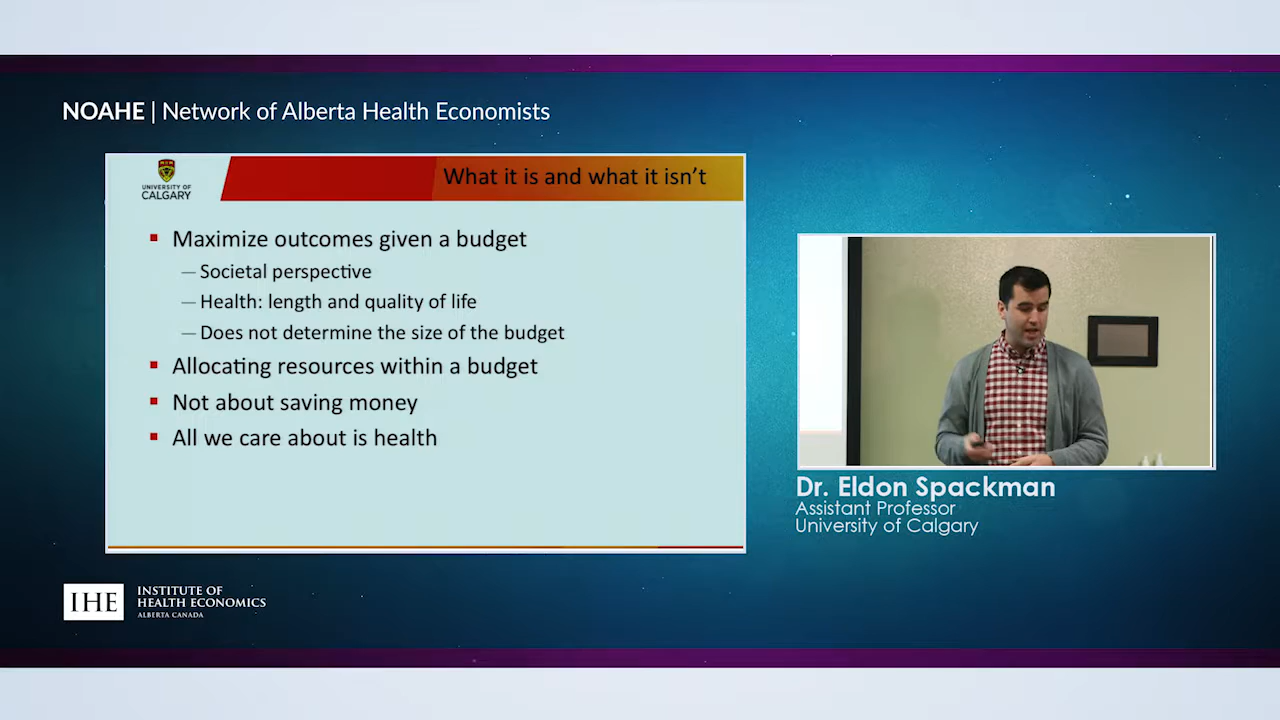 NOAHE | Network of Alberta Health Economists
UNIVERSITY OF
CALGARY
What it is and what it isn't
▪ Maximize outcomes given a budget
— Societal perspective
— Health: length and quality of life
— Does not determine the size of the budget
▪ Allocating resources within a budget
▪ Not about saving money
▪ All we care about is health
Dr. Eldon Spackman
Assistant Professor
University of Calgary
IHE
INSTITUTE OF
HEALTH ECONOMICS
ALBERTA CANADA